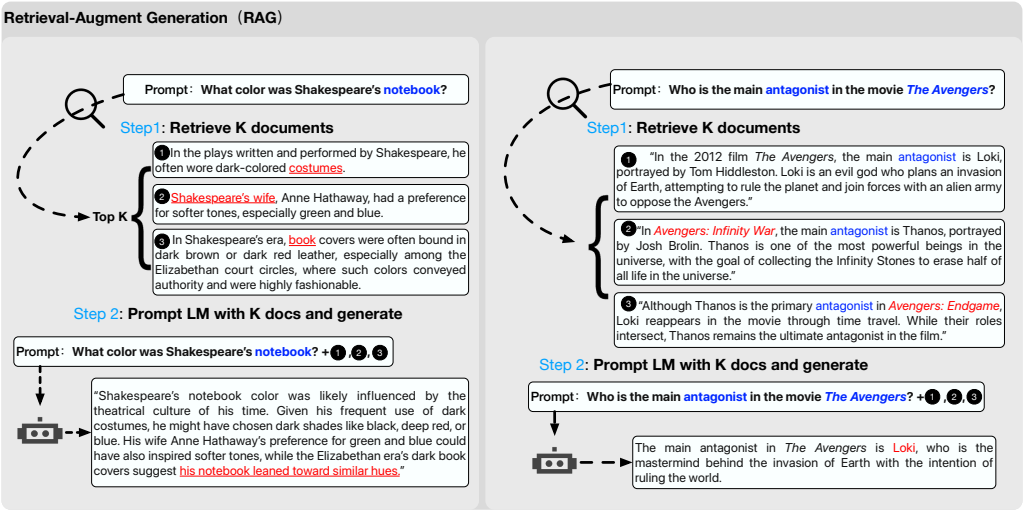 Retrieval-Augment Generation（RAG）
Prompt： What color was Shakespeare's notebook?
Step1: Retrieve K documents
Top K
1 In the plays written and performed by Shakespeare, he
often wore dark-colored costumes.
2 Shakespeare's wife, Anne Hathaway, had a preference
for softer tones, especially green and blue.
3 In Shakespeare's era, book covers were often bound in
dark brown or dark red leather, especially among the
Elizabethan court circles, where such colors conveyed
authority and were highly fashionable.
Step 2: Prompt LM with K docs and generate
Prompt： What color was Shakespeare's notebook? +1,2,3
“Shakespeare's notebook color was likely influenced by the
theatrical culture of his time. Given his frequent use of dark
costumes, he might have chosen dark shades like black, deep red, or
blue. His wife Anne Hathaway's preference for green and blue could
have also inspired softer tones, while the Elizabethan era's dark book
covers suggest his notebook leaned toward similar hues.”
Prompt： Who is the main antagonist in the movie The Avengers?
Step1: Retrieve K documents
1 “In the 2012 film The Avengers, the main antagonist is Loki,
portrayed by Tom Hiddleston. Loki is an evil god who plans an invasion
of Earth, attempting to rule the planet and join forces with an alien army
to oppose the Avengers.”
2 “In Avengers: Infinity War, the main antagonist is Thanos, portrayed
by Josh Brolin. Thanos is one of the most powerful beings in the
universe, with the goal of collecting the Infinity Stones to erase half of
all life in the universe.”
3 “Although Thanos is the primary antagonist in Avengers: Endgame,
Loki reappears in the movie through time travel. While their roles
intersect, Thanos remains the ultimate antagonist in the film.”
Step 2: Prompt LM with K docs and generate
Prompt： Who is the main antagonist in the movie The Avengers? +1,2,3
The main antagonist in The Avengers is Loki, who is the
mastermind behind the invasion of Earth with the intention of
ruling the world.